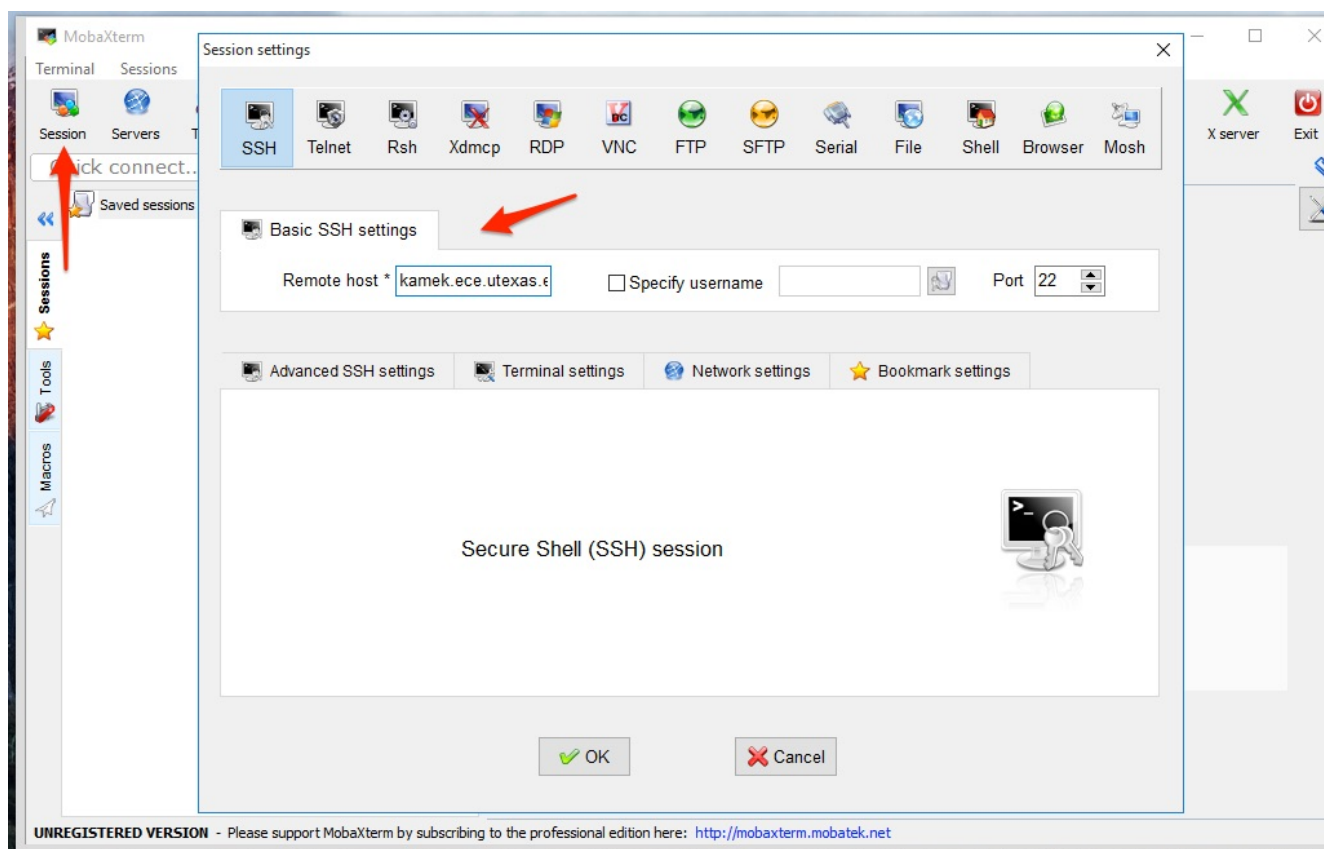 MobaXterm
Session settings
Terminal Sessions
Session Servers
X server Exit
SSH Telnet Rsh Xdmcp RDP VNC FTP SFTP Serial File Shell Browser Mosh
connect..
Saved sessions
Basic SSH settings
Remote host * kamek.ece.utexas.e
Specify username
Port 22
Sessions
Tools
Macros
Advanced SSH settings Terminal settings Network settings Bookmark settings
Secure Shell (SSH) session
OK Cancel
UNREGISTERED VERSION - Please support MobaXterm by subscribing to the professional edition here: http://mobaxterm.mobatek.net